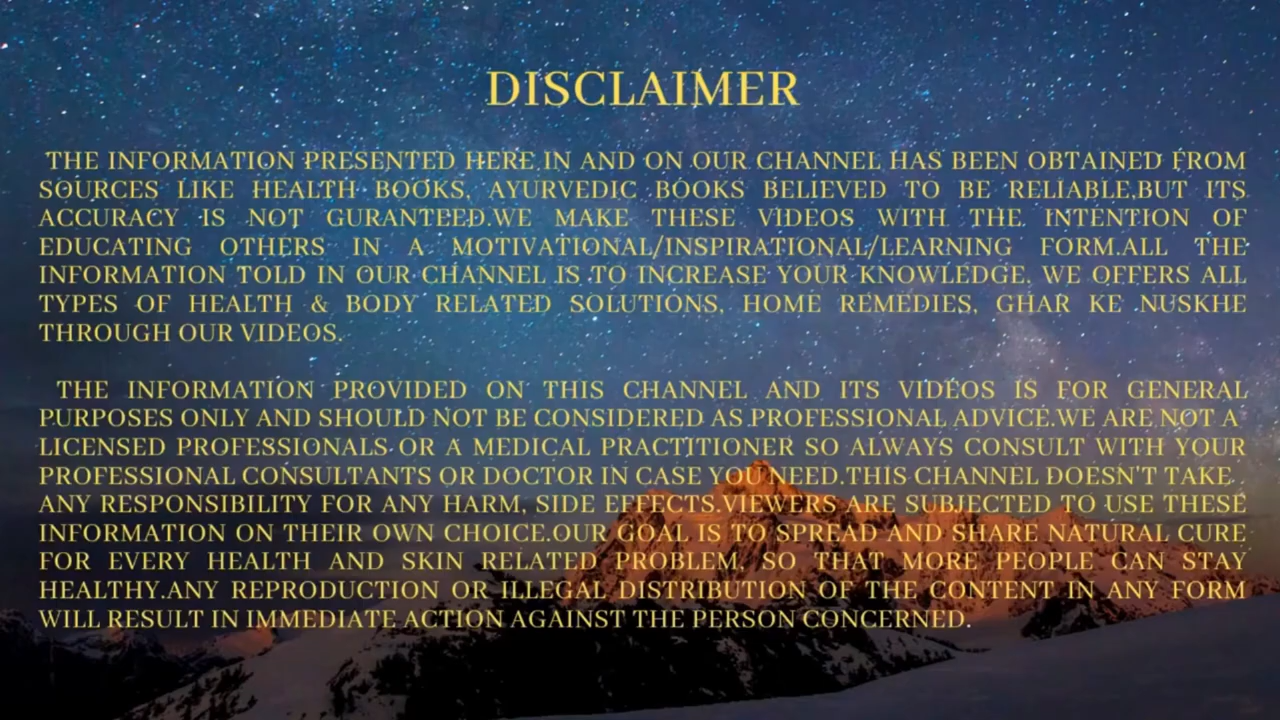 DISCLAIMER
THE INFORMATION PRESENTED HERE IN AND ON OUR CHANNEL HAS BEEN OBTAINED FROM
SOURCES LIKE HEALTH BOOKS, AYURVEDIC BOOKS BELIEVED TO BE RELIABLE,BUT ITS
ACCURACY IS NOT GURANTEED.WE MAKE THESE VIDEOS WITH THE INTENTION OF
EDUCATING OTHERS IN A MOTIVATIONAL/INSPIRATIONAL/LEARNING FORM.ALL THE
INFORMATION TOLD IN OUR CHANNEL IS TO INCREASE YOUR KNOWLEDGE. WE OFFERS ALL
TYPES OF HEALTH & BODY RELATED SOLUTIONS, HOME REMEDIES, GHAR KE NUSKHE
THROUGH OUR VIDEOS.
THE INFORMATION PROVIDED ON THIS CHANNEL AND ITS VIDEOS IS FOR GENERAL
PURPOSES ONLY AND SHOULD NOT BE CONSIDERED AS PROFESSIONAL ADVICE.WE ARE NOT A
LICENSED PROFESSIONALS OR A MEDICAL PRACTITIONER SO ALWAYS CONSULT WITH YOUR
PROFESSIONAL CONSULTANTS OR DOCTOR IN CASE YOU NEED.THIS CHANNEL DOESN'T TAKE
ANY RESPONSIBILITY FOR ANY HARM, SIDE EFFECTS.VIEWERS ARE SUBJECTED TO USE THESE
INFORMATION ON THEIR OWN CHOICE.OUR GOAL IS TO SPREAD AND SHARE NATURAL CURE
FOR EVERY HEALTH AND SKIN RELATED PROBLEM, SO THAT MORE PEOPLE CAN STAY
HEALTHY.ANY REPRODUCTION OR ILLEGAL DISTRIBUTION OF THE CONTENT IN ANY FORM
WILL RESULT IN IMMEDIATE ACTION AGAINST THE PERSON CONCERNED.